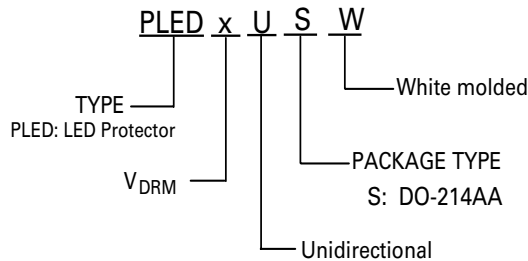 PLED x U S W
White molded
TYPE
PLED: LED Protector
PACKAGE TYPE
VDRM
S: DO-214AA
Unidirectional